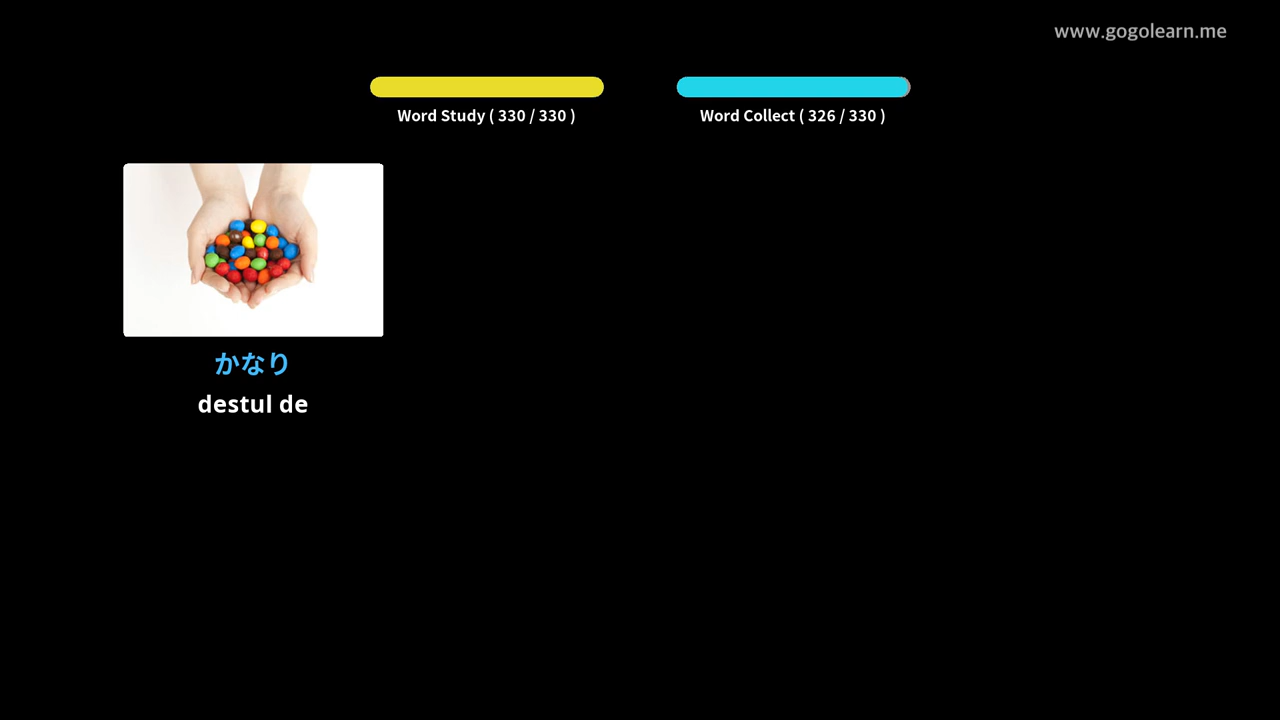 www.gogolearn.me
Word Study ( 330 / 330 )
Word Collect ( 326 / 330 )
かなり
destul de